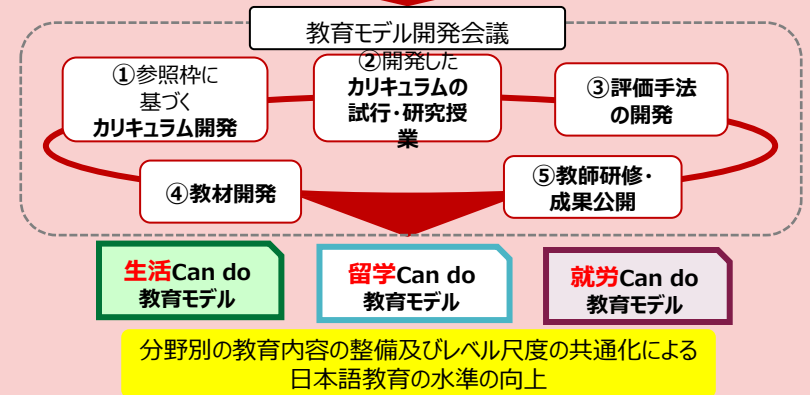 教育モデル開発会議
①参照枠に
基づく
カリキュラム開発
②開発した
カリキュラムの
試行・研究授
業
③評価手法
の開発
④教材開発
⑤教師研修・
成果公開
生活Can do
教育モデル
留学Can do
教育モデル
就労Can do
教育モデル
分野別の教育内容の整備及びレベル尺度の共通化による
日本語教育の水準の向上